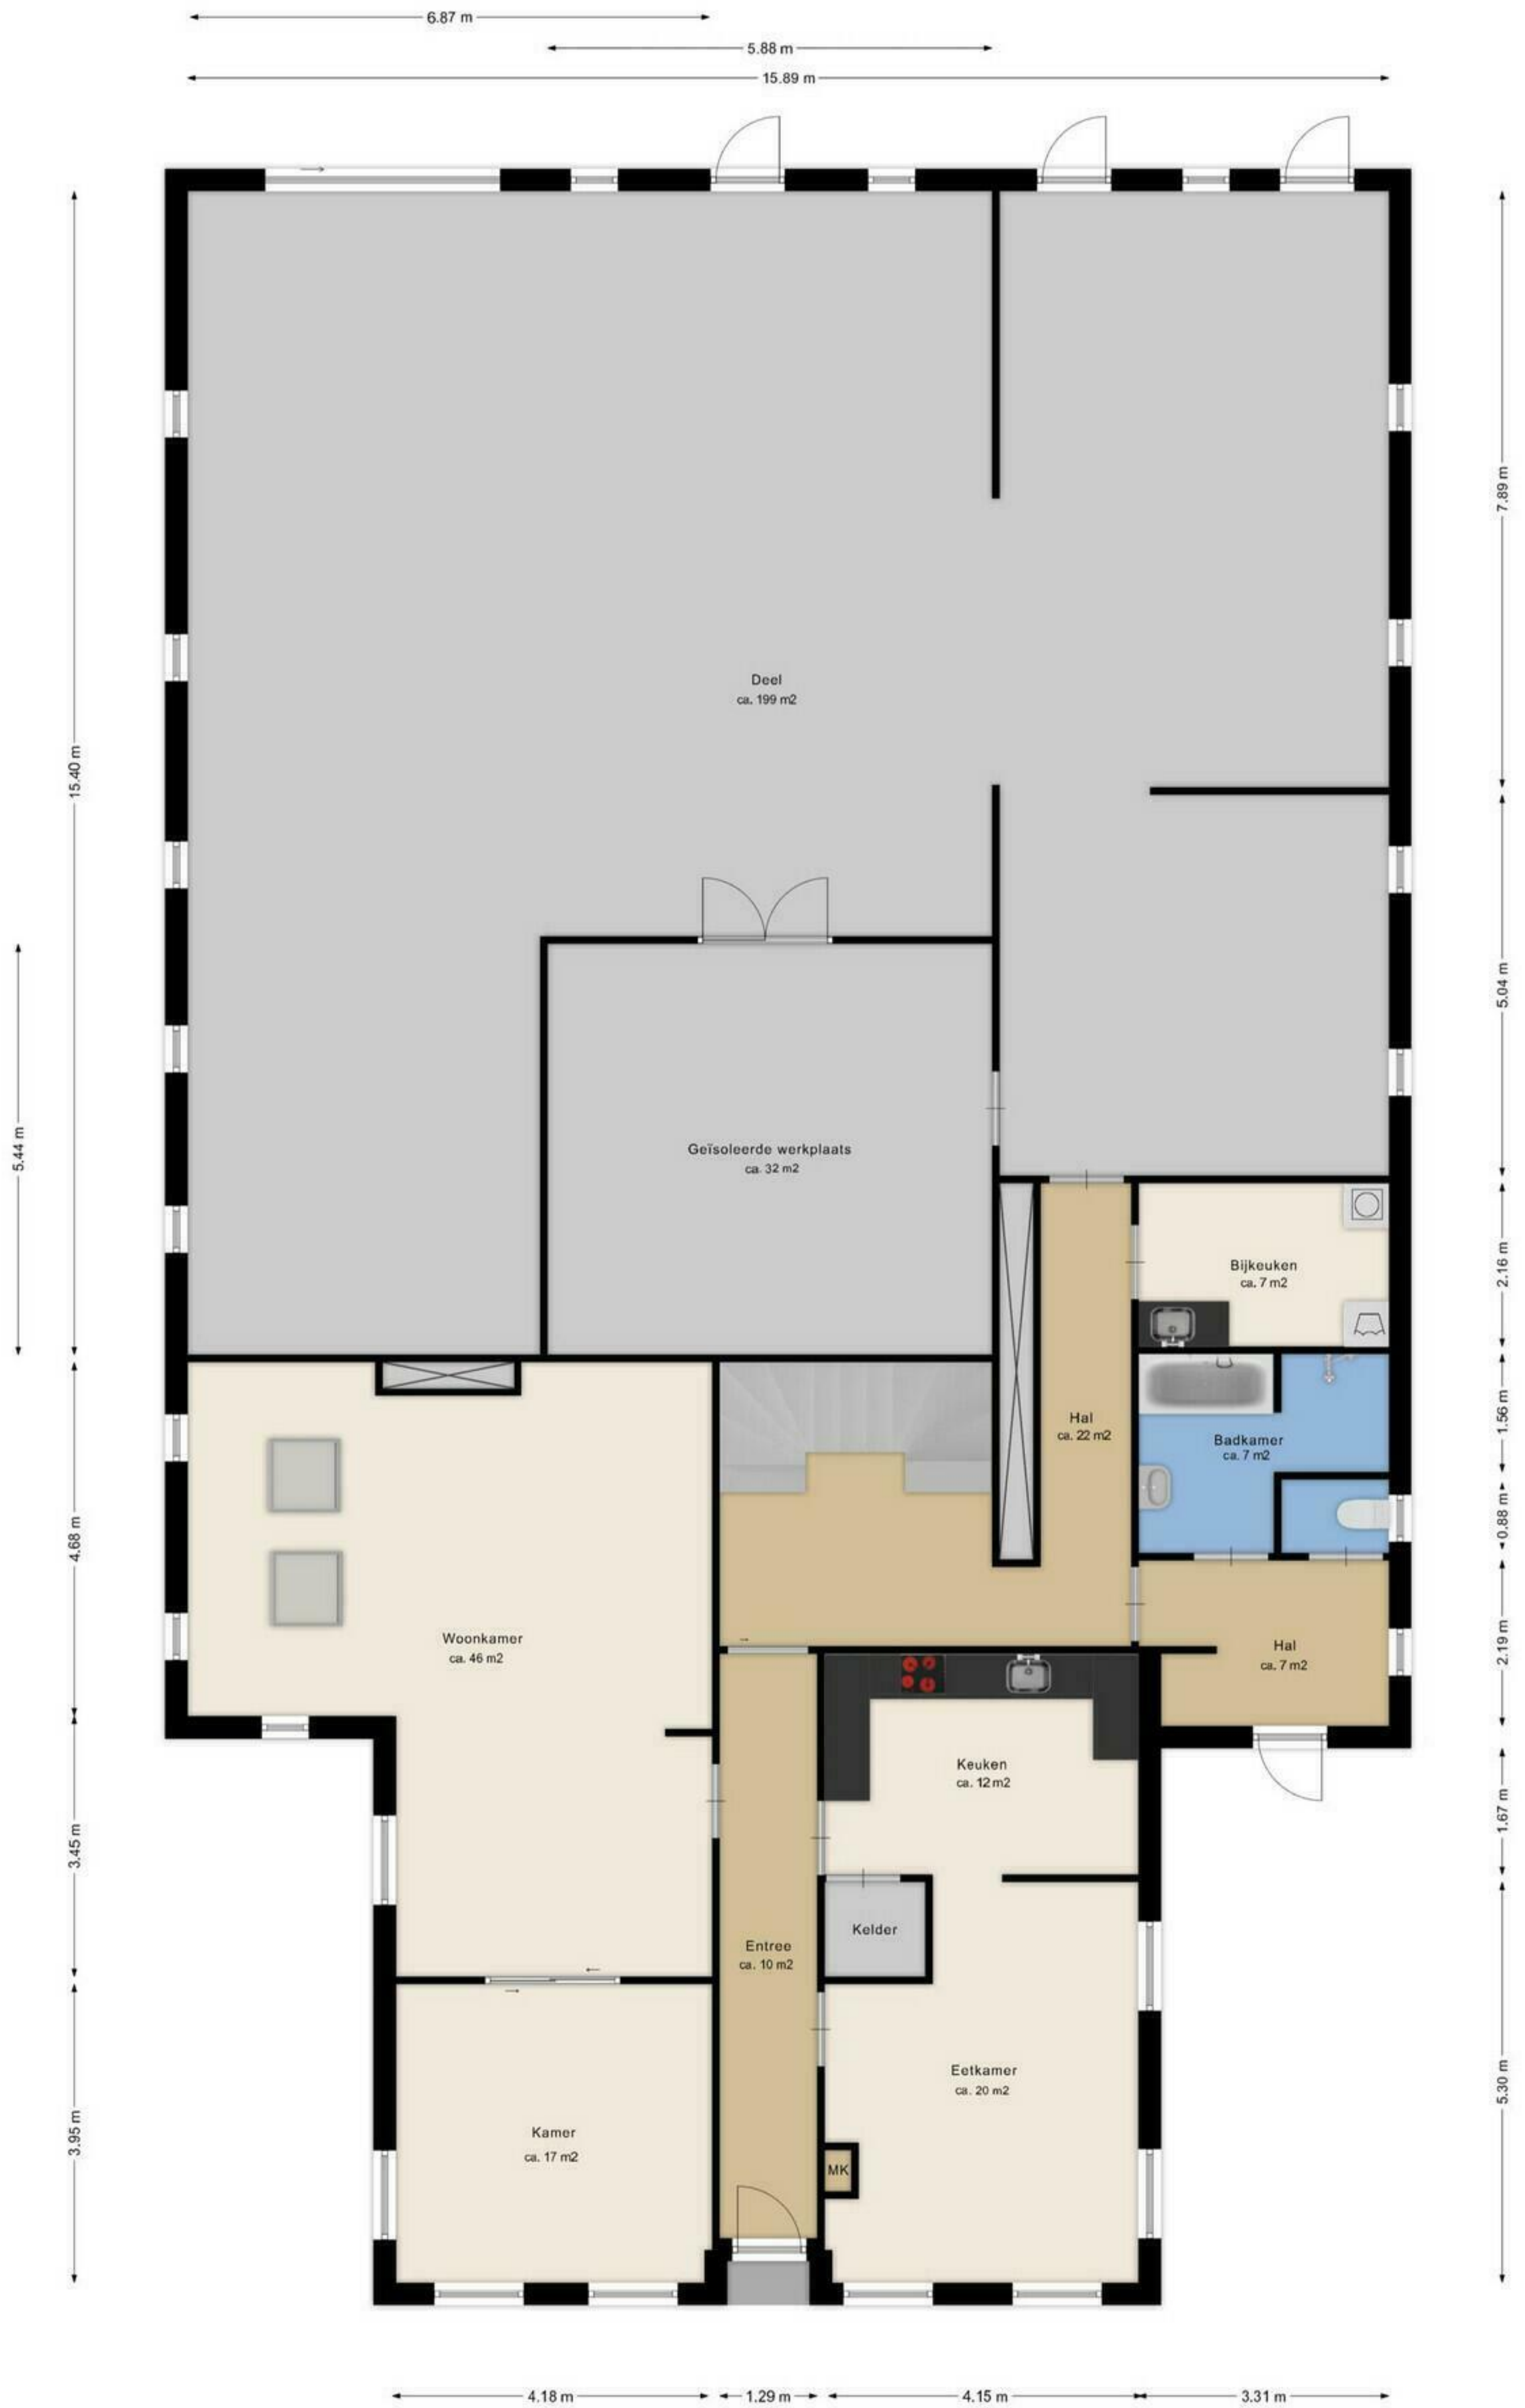 6.87 m
5.88 m
15.89 m
15.40 m
7.89 m
Deel
ca. 199 m2
5.04 m
5.44 m
Geïsoleerde werkplaats
ca. 32 m2
Bijkeuken
ca. 7 m2
2.16 m
Hal
ca. 22 m2
Badkamer
ca. 7 m2
1.56 m
0.88 m
4.68 m
Woonkamer
ca. 46 m2
Hal
ca. 7 m2
2.19 m
Keuken
ca. 12 m2
1.67 m
3.45 m
Kelder
Entree
ca. 10 m2
Eetkamer
ca. 20 m2
5.30 m
Kamer
ca. 17 m2
3.95 m
MK
4.18 m
1.29 m
4.15 m
3.31 m